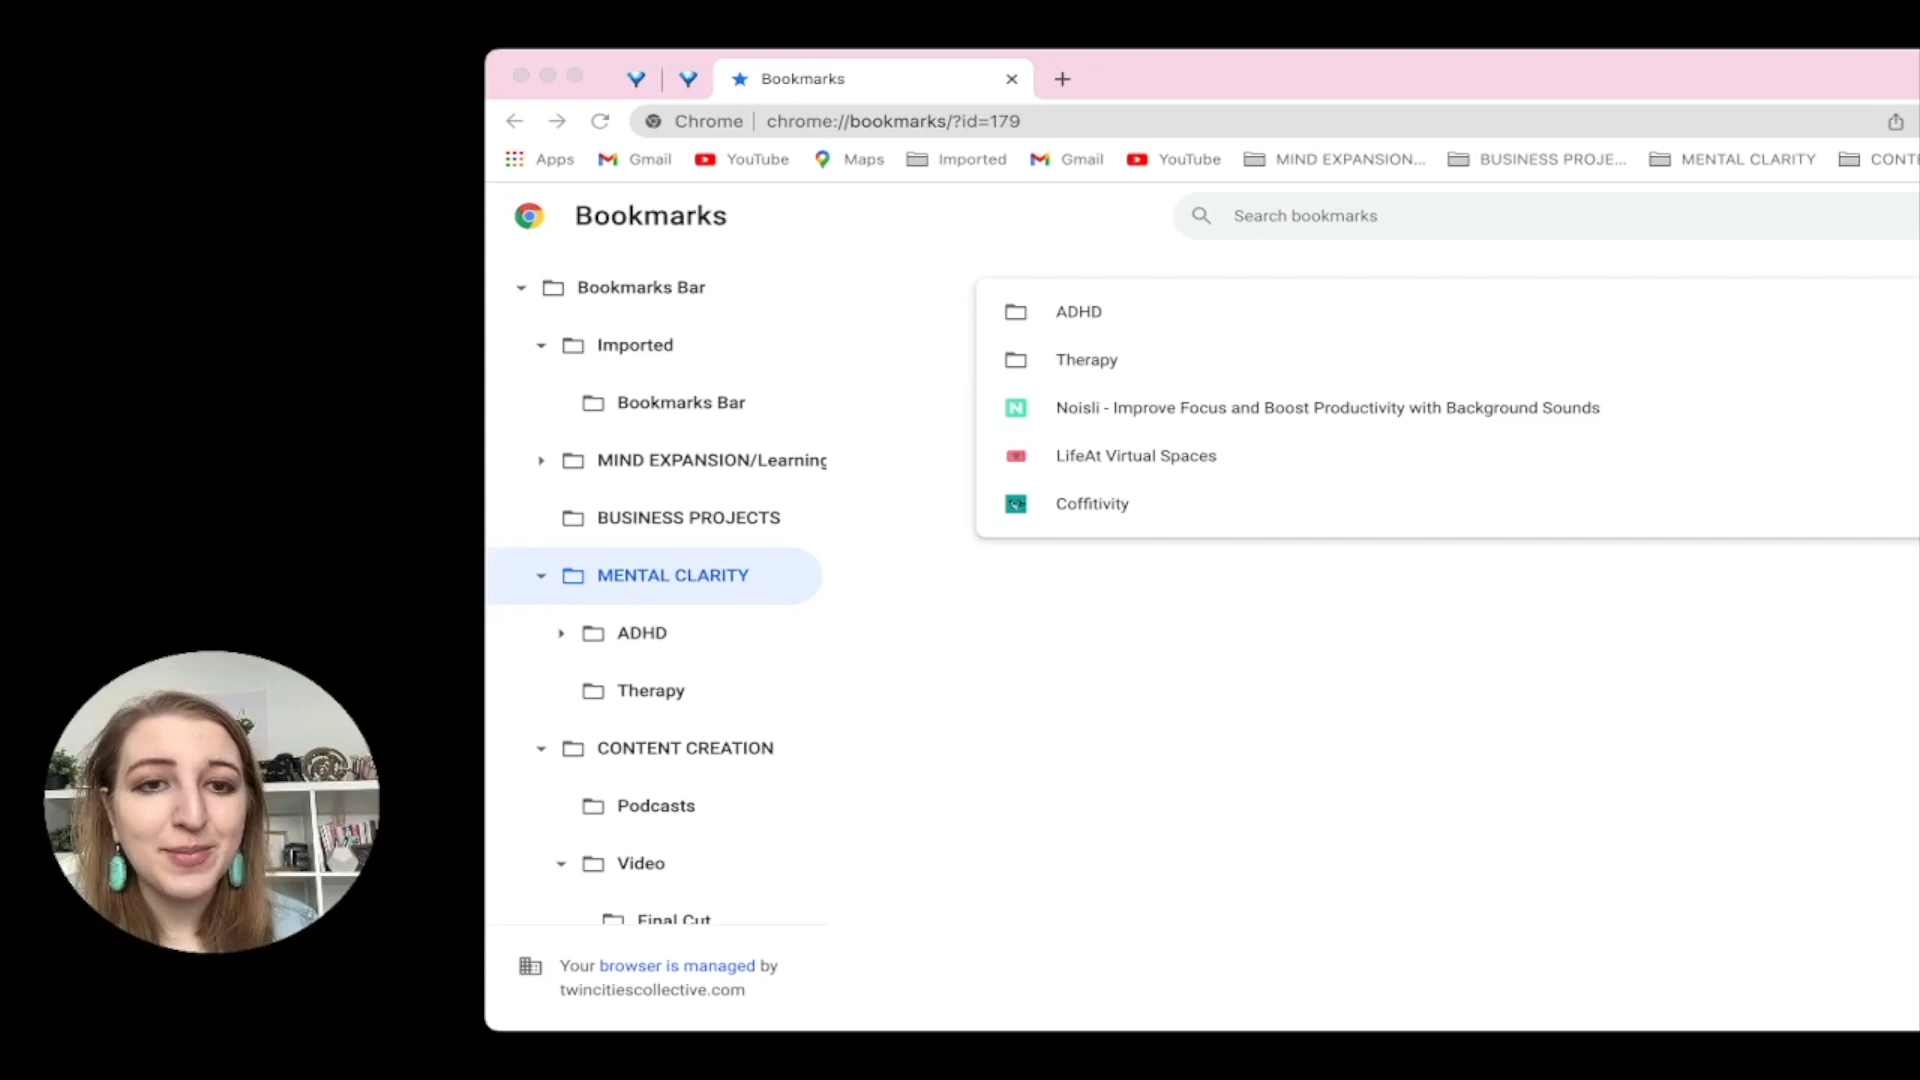 Bookmarks
Chrome chrome://bookmarks/?id=179
Apps Gmail YouTube Maps Imported Gmail YouTube MIND EXPANSION... BUSINESS PROJE... MENTAL CLARITY CONTE
Bookmarks
Search bookmarks
Bookmarks Bar
Imported
Bookmarks Bar
MIND EXPANSION/Learning
BUSINESS PROJECTS
MENTAL CLARITY
ADHD
Therapy
CONTENT CREATION
Podcasts
Video
Final Cut
Your browser is managed by
twincitiescollective.com
ADHD
Therapy
N
Noisli - Improve Focus and Boost Productivity with Background Sounds
LifeAt Virtual Spaces
Coffitivity